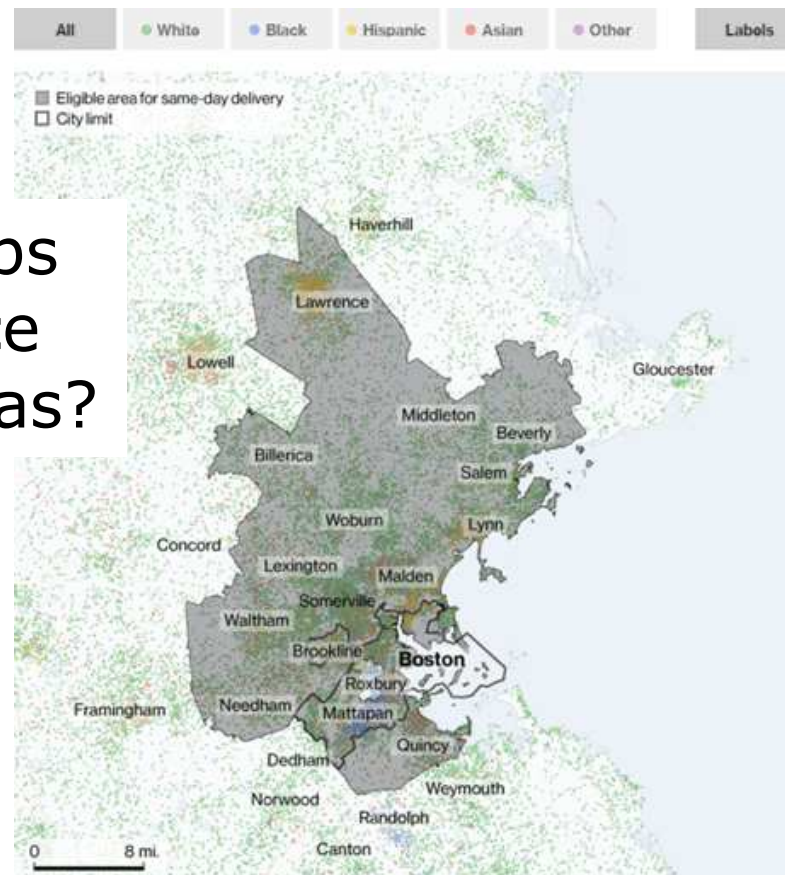 All White Black Hispanic Asian Other Labels
Eligible area for same-day delivery
City limit
Haverhill
Lawrence
Lowell
Gloucester
Middleton
Beverly
Billerica
Salem
Woburn
Lynn
Concord
Lexington
Malden
Somerville
Waltham
Brookline
Boston
Roxbury
Framingham
Needham
Mattapan
Quincy
Dedham
Weymouth
Norwood
Randolph
Canton
0 8 mi.
as?